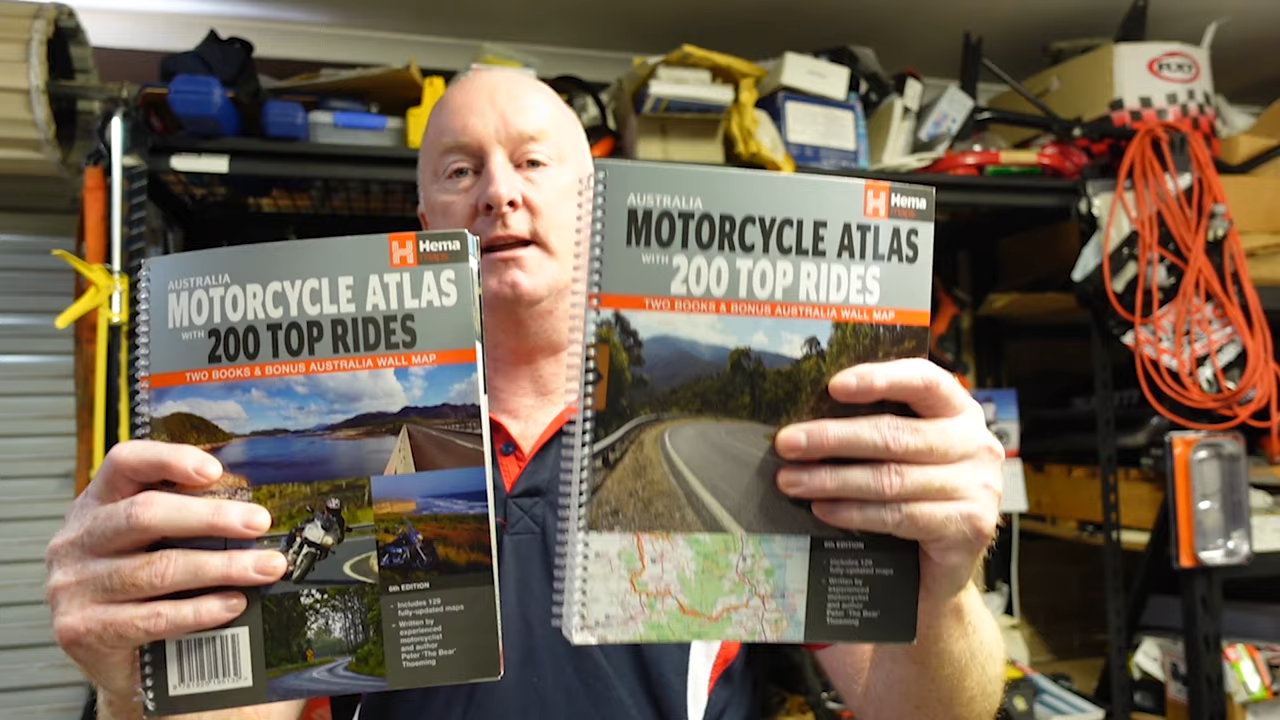 Hema
maps
AUSTRALIA
MOTORCYCLE ATLAS
WITH 200 TOP RIDES
TWO BOOKS & BONUS AUSTRALIA WALL MAP
6th EDITION
- Includes 129
fully-updated maps
- Written by
experienced
motorcyclist
and author
Peter 'The Bear'
Thoeming
Hema
maps
AUSTRALIA
MOTORCYCLE ATLAS
WITH 200 TOP RIDES
TWO BOOKS & BONUS AUSTRALIA WALL MAP
6th EDITION
- Includes 129
fully-updated maps
- Written by
experienced
motorcyclist
and author
Peter 'The Bear'
Thoeming